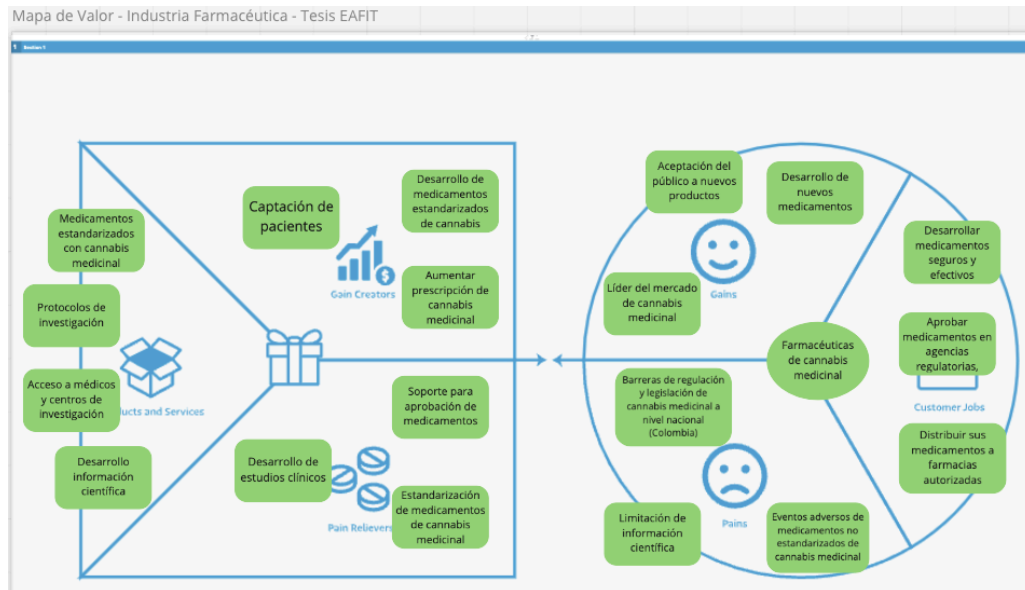 Mapa de Valor - Industria Farmacéutica - Tesis EAFIT
1 Section 1
Medicamentos
estandarizados
con cannabis
medicinal
Protocolos de
investigación
Acceso a médicos
y centros de
investigación
ducts and Services
Desarrollo
información
científica
Captación de
pacientes
Desarrollo de
medicamentos
estandarizados
de cannabis
Gain Creators
Aumentar
prescripción de
cannabis
medicinal
Soporte para
aprobación de
medicamentos
Desarrollo de
estudios clínicos
Pain Relievers
Estandarización
de medicamentos
de cannabis
medicinal
Aceptación del
público a nuevos
productos
Desarrollo de
nuevos
medicamentos
Líder del mercado
de cannabis
medicinal
Gains
Farmacéuticas
de cannabis
medicinal
Barreras de regulación
y legislación de
cannabis medicinal a
nivel nacional
(Colombia)
Pains
Limitación de
información
científica
Eventos adversos de
medicamentos no
estandarizados de
cannabis medicinal
Desarrollar
medicamentos
seguros y
efectivos
Aprobar
medicamentos en
agencias
regulatorias,
Customer Jobs
Distribuir sus
medicamentos a
farmacias
autorizadas